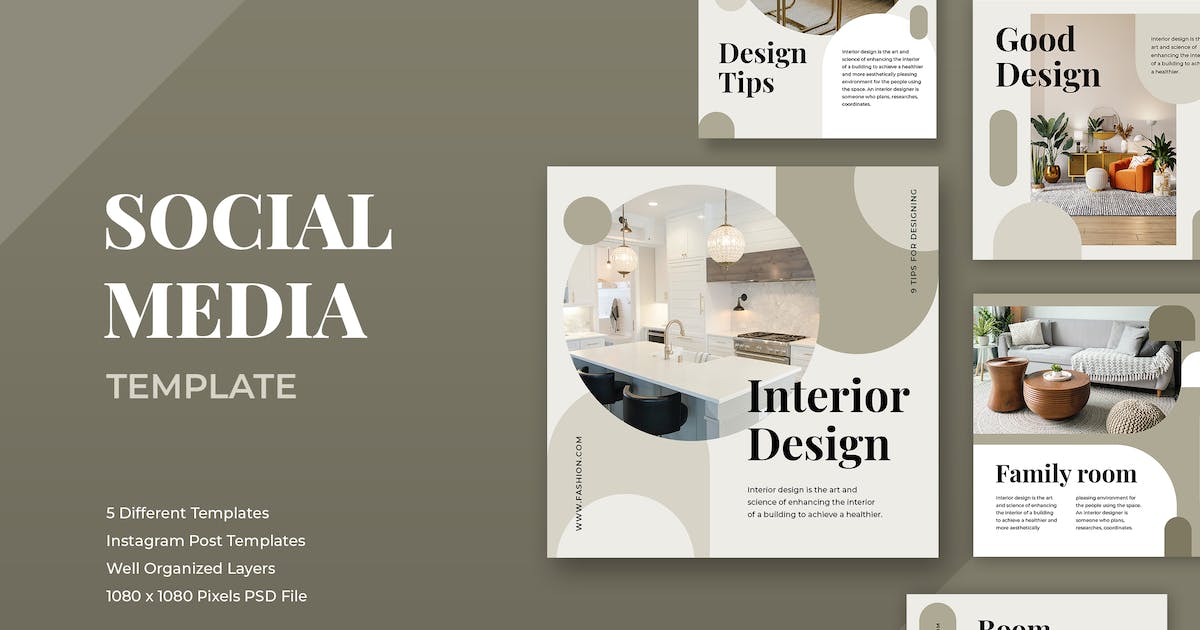 SOCIAL
MEDIA
TEMPLATE
5 Different Templates
Instagram Post Templates
Well Organized Layers
1080 x 1080 Pixels PSD File
Design
Tips
Interior design is the art and
science of enhancing the interior
of a building to achieve a healthier
and more aesthetically pleasing
environment for the people using
the space. An interior designer is
someone who plans, researches,
coordinates.
9 TIPS FOR DESIGNING
WWW.FASHION.COM
Interior
Design
Interior design is the art and
science of enhancing the interior
of a building to achieve a healthier.
Good
Design
Interior design is
art and science of
enhancing the
of a building to
a healthier.
Family room
Interior design is the art
and science of enhancing
the interior of a building
to achieve a healthier and
more aesthetically
pleasing environment for
the people using the space.
An interior designer is
someone who plans,
researches, coordinates.
Room